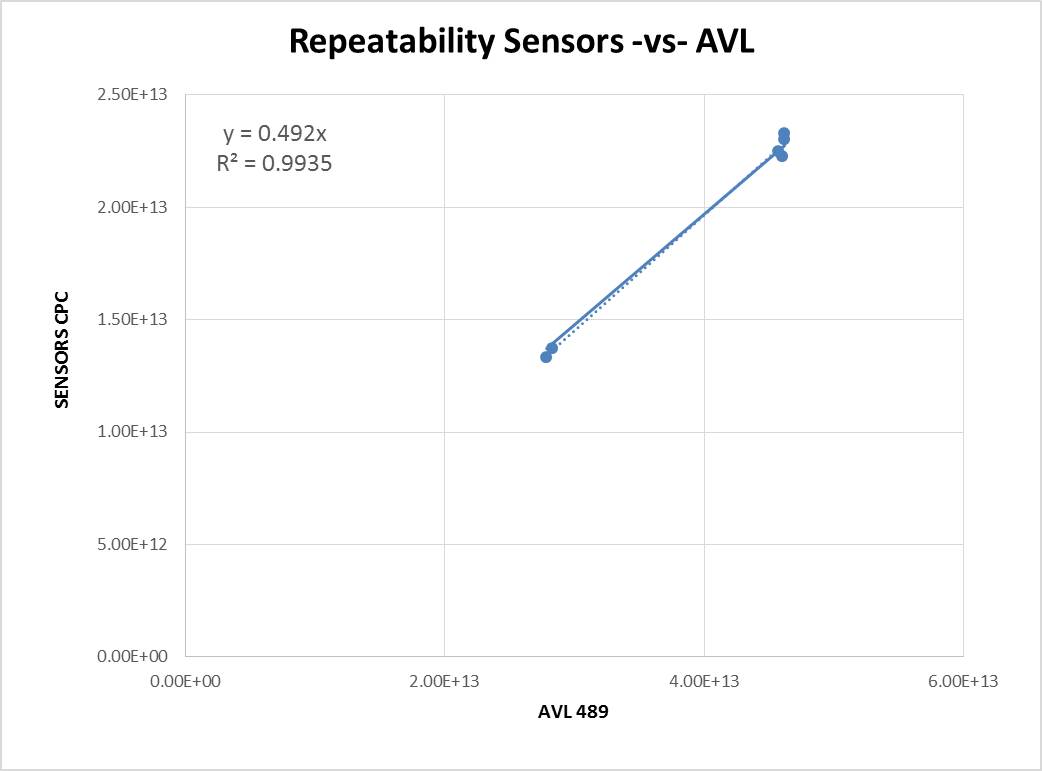 Repeatability Sensors -vs- AVL
y = 0.492x
R² = 0.9935
2.50E+13
2.00E+13
1.50E+13
1.00E+13
5.00E+12
0.00E+00
SENSORS CPC
0.00E+00 2.00E+13 4.00E+13 6.00E+13
AVL 489